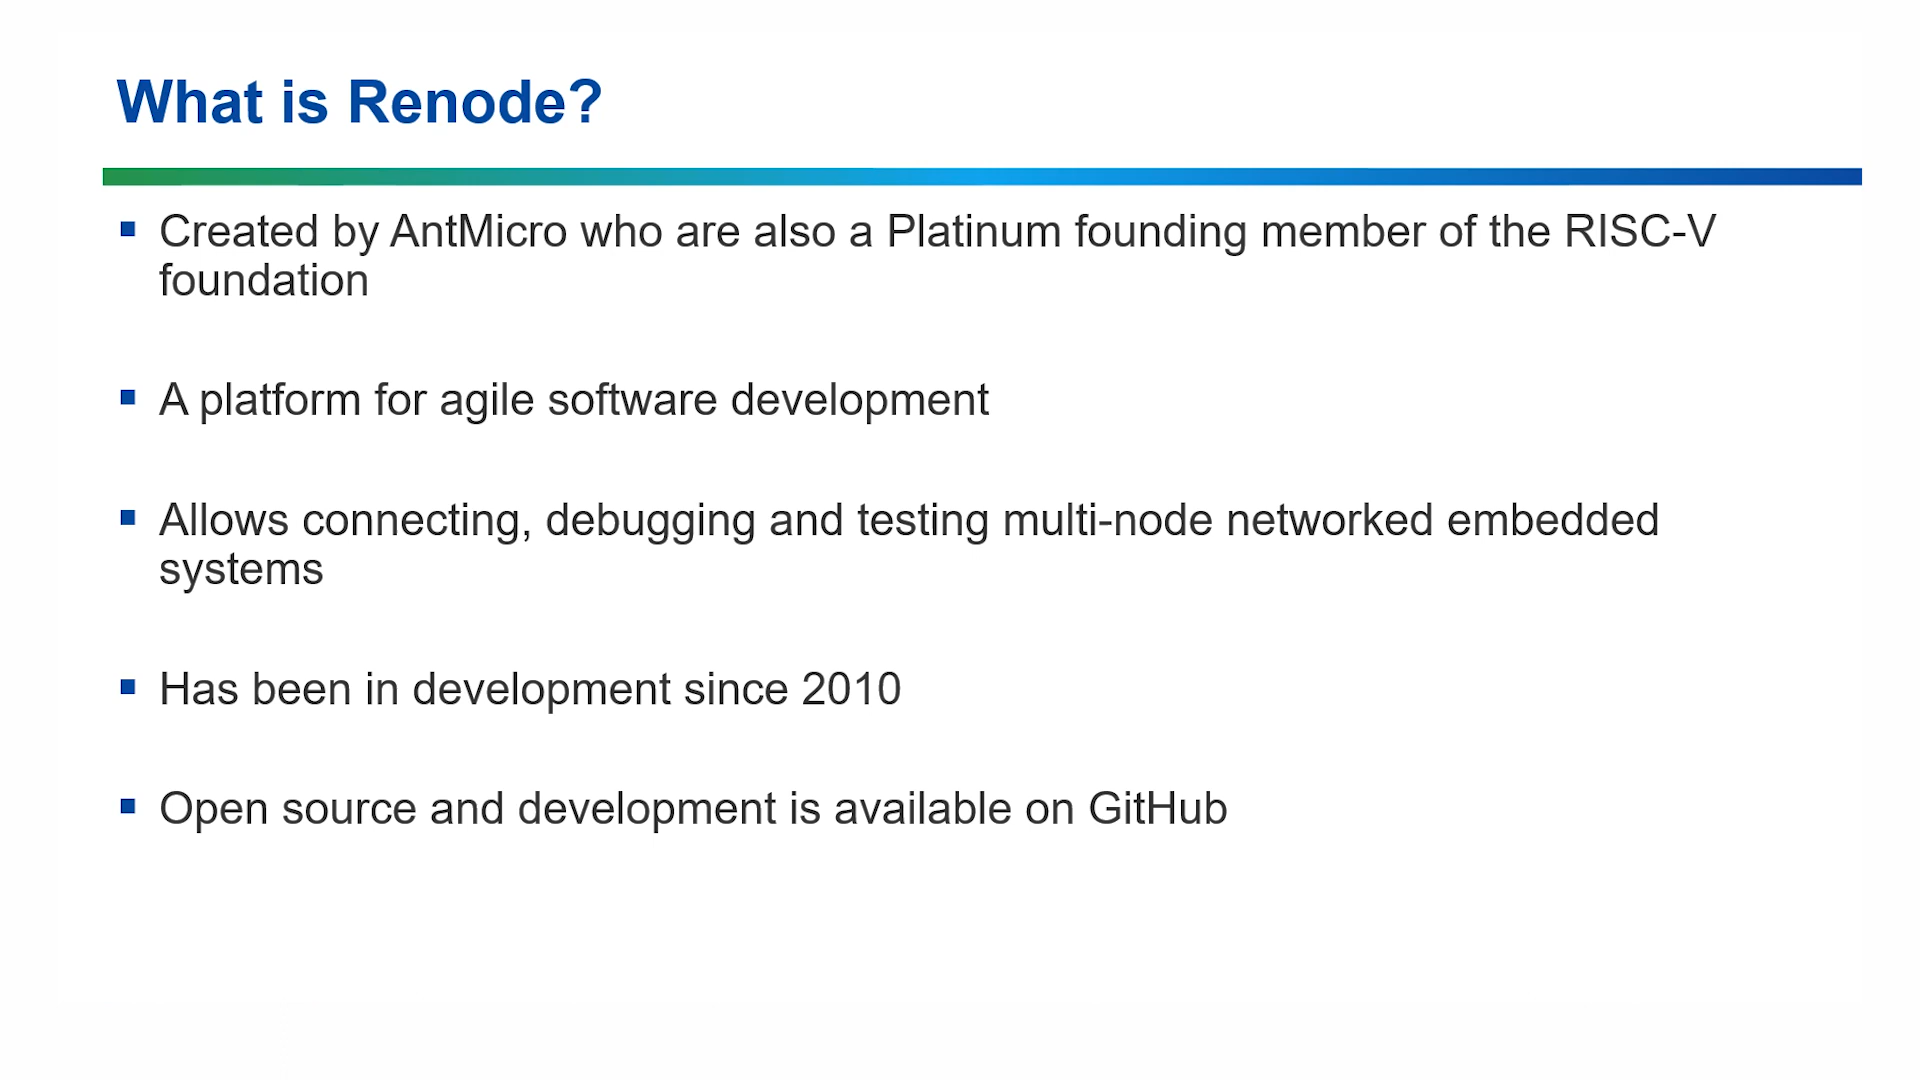 What is Renode?
Created by AntMicro who are also a Platinum founding member of the RISC-V
foundation
A platform for agile software development
Allows connecting, debugging and testing multi-node networked embedded
systems
Has been in development since 2010
Open source and development is available on GitHub